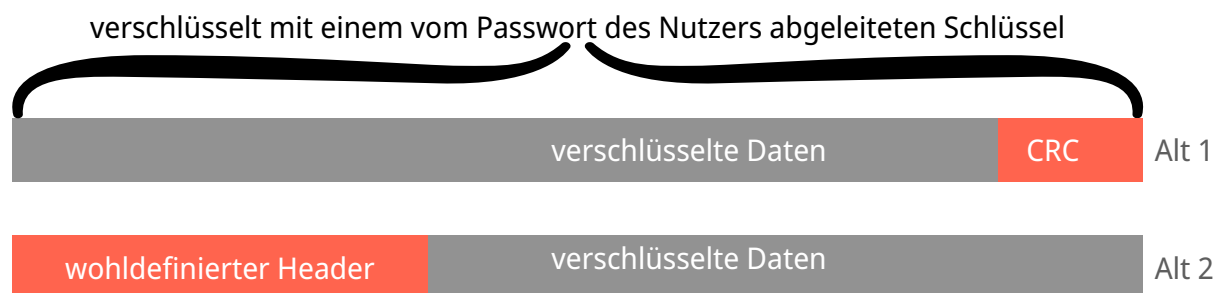 verschlüsselt mit einem vom Passwort des Nutzers abgeleiteten Schlüssel
verschlüsselte Daten CRC Alt 1
wohldefinierter Header verschlüsselte Daten Alt 2